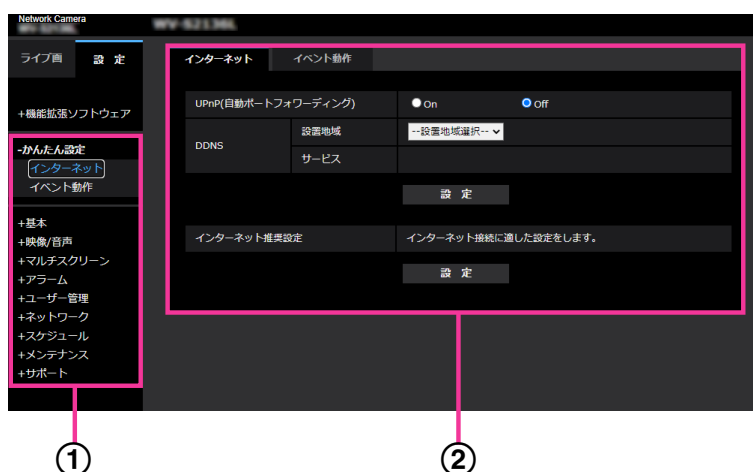 Network Camera
ライブ画 設 定
+機能拡張ソフトウェア
-かんたん設定
インターネット
イベント動作
+基本
+映像/音声
+マルチスクリーン
+アラーム
+ユーザー管理
+ネットワーク
+スケジュール
+メンテナンス
+サポート
インターネット イベント動作
UPnP(自動ポートフォワーディング) On Off
DDNS 設置地域 --設置地域選択--
サービス
設 定
インターネット推奨設定 インターネット接続に適した設定をします。
設 定
① ②